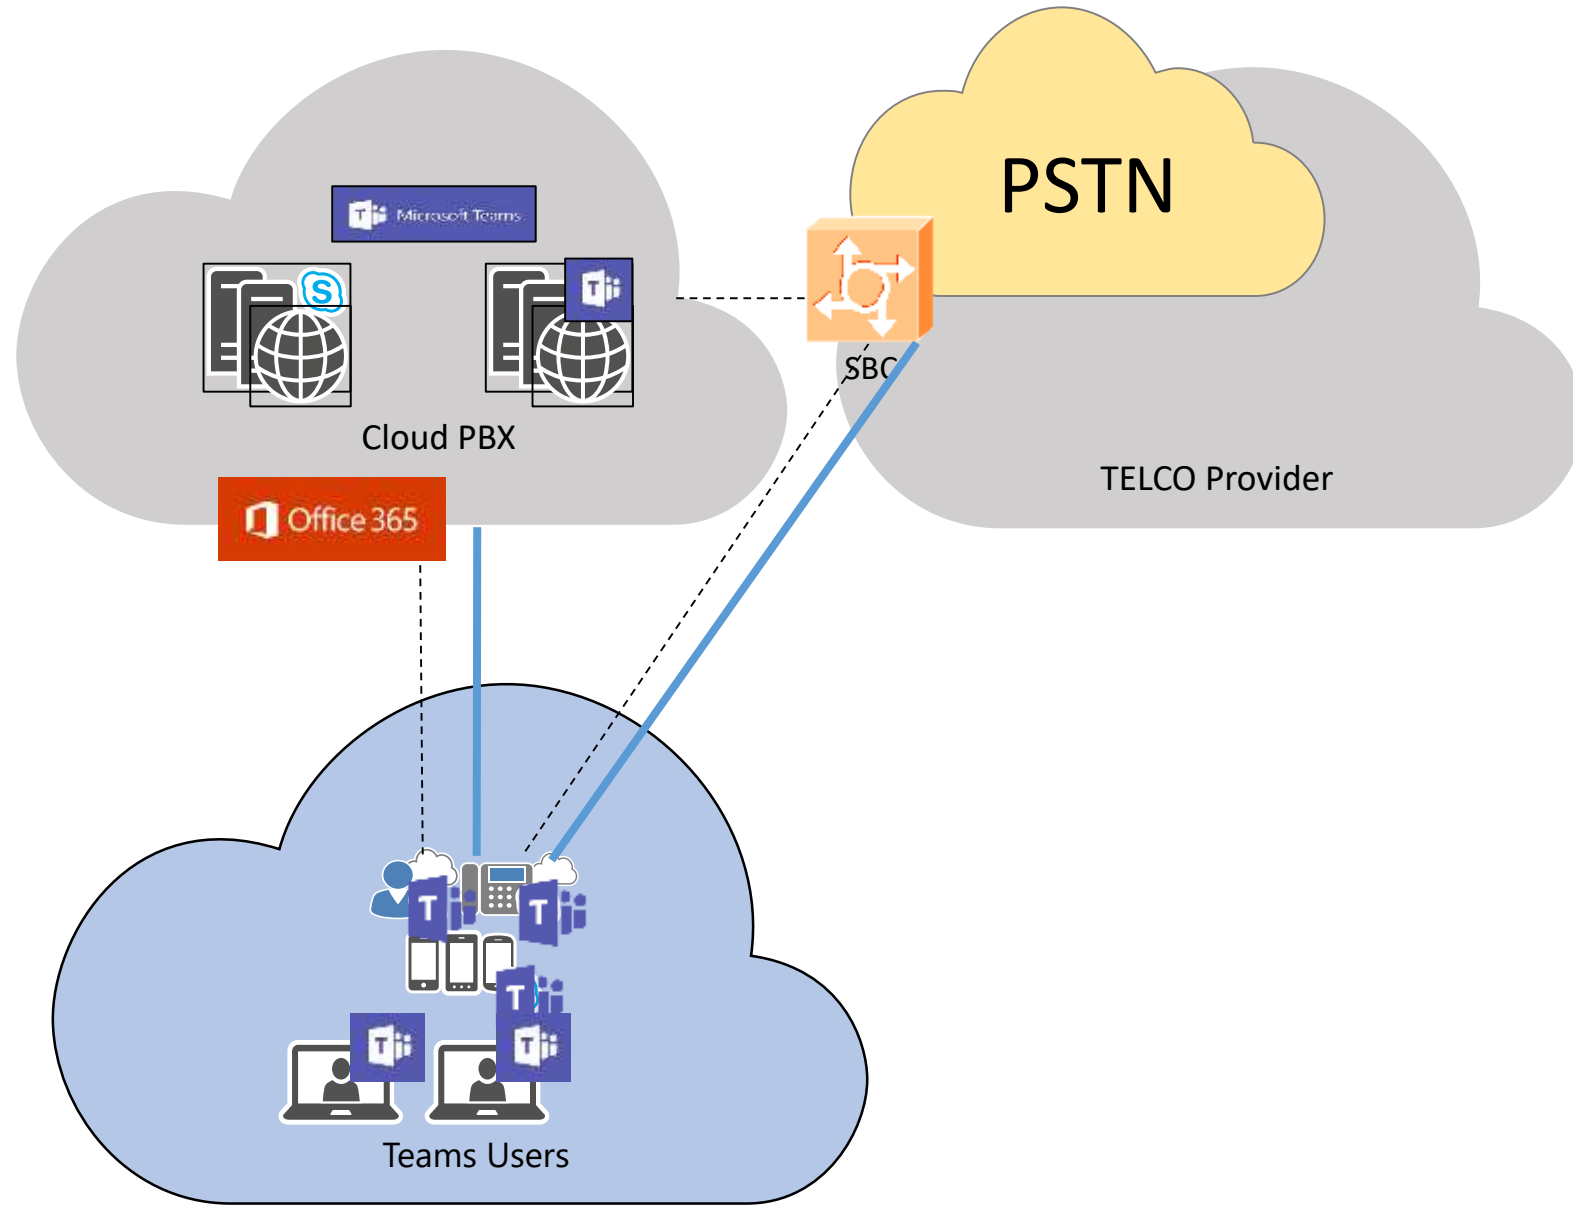 PSTN
Microsoft Teams
T
S
T
SBC
Cloud PBX
TELCO Provider
Office 365
T
T
T
T
T
Teams Users